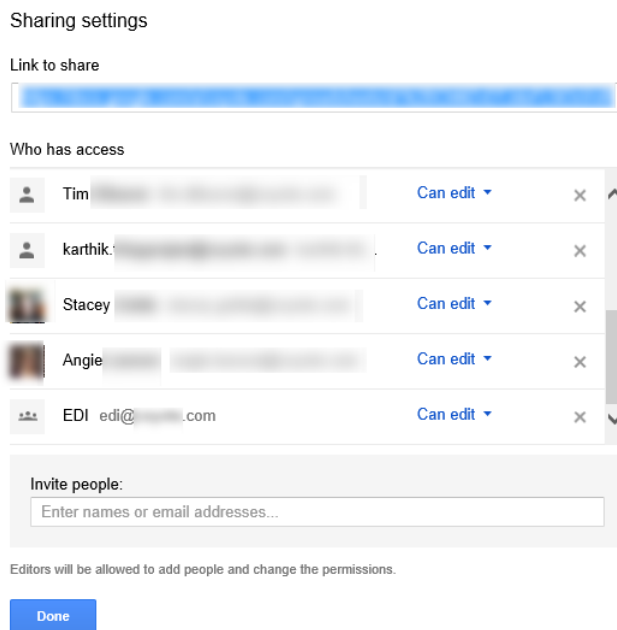 Sharing settings
Link to share
Who has access
Tim Can edit
karthik. Can edit
Stacey Can edit
Angie Can edit
EDI edi@ .com Can edit
Invite people:
Enter names or email addresses...
Editors will be allowed to add people and change the permissions.
Done